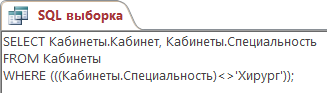 SQL выборка
SELECT Кабинеты.Кабинет, Кабинеты.Специальность
FROM Кабинеты
WHERE (((Кабинеты.Специальность)<>'Хирург'));